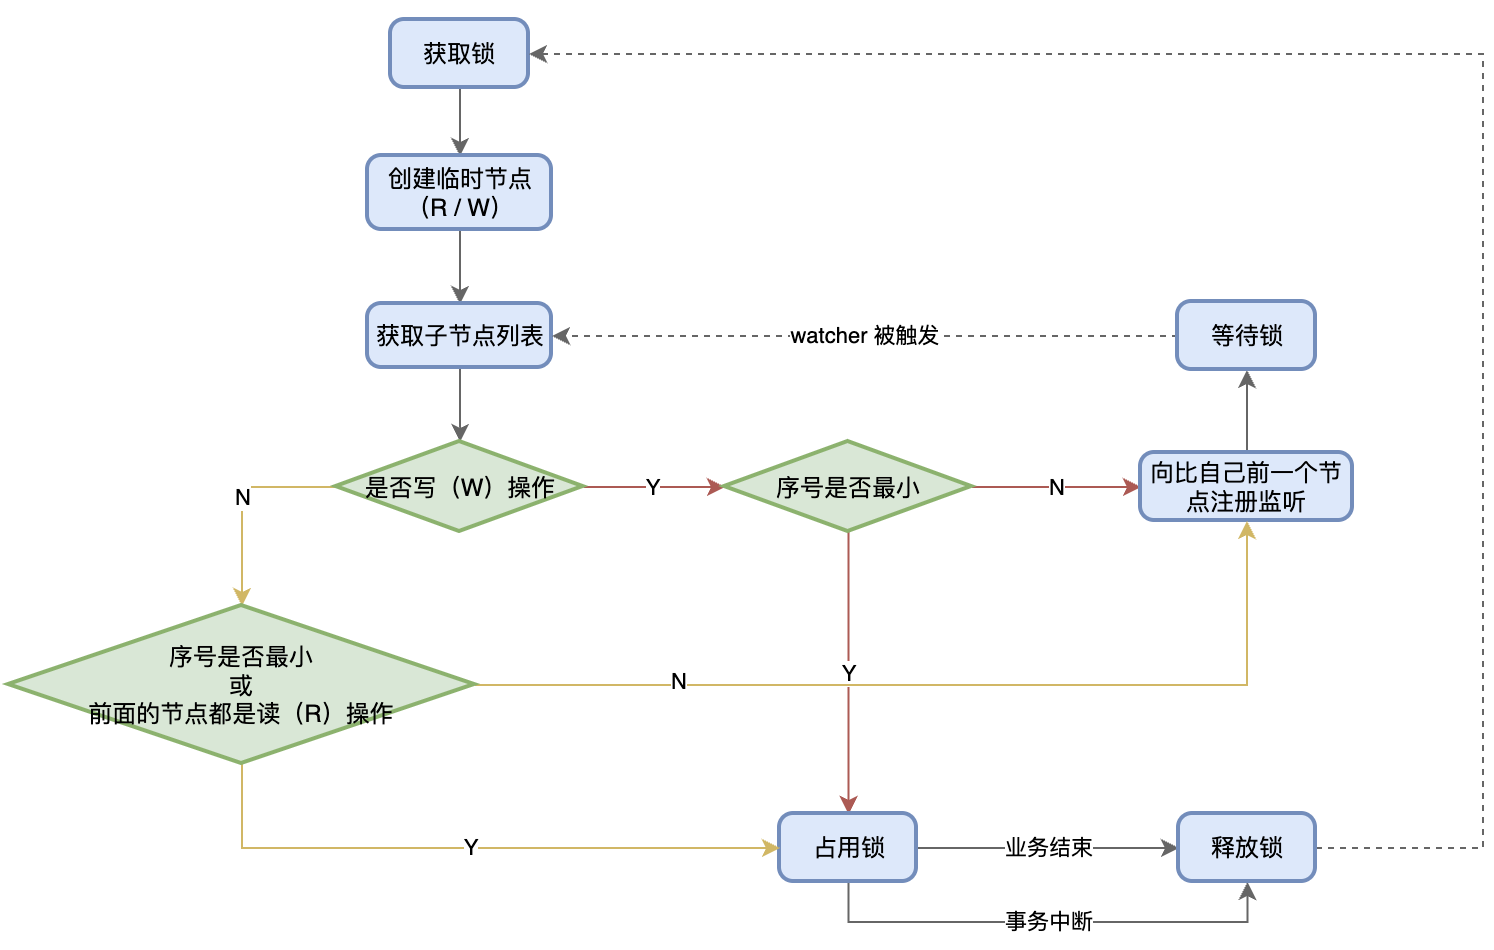 获取锁
创建临时节点
（R / W）
获取子节点列表
watcher 被触发
等待锁
是否写（W）操作
Y
序号是否最小
N
向比自己前一个节
点注册监听
N
序号是否最小
或
前面的节点都是读（R）操作
N
Y
Y
占用锁
业务结束
释放锁
事务中断